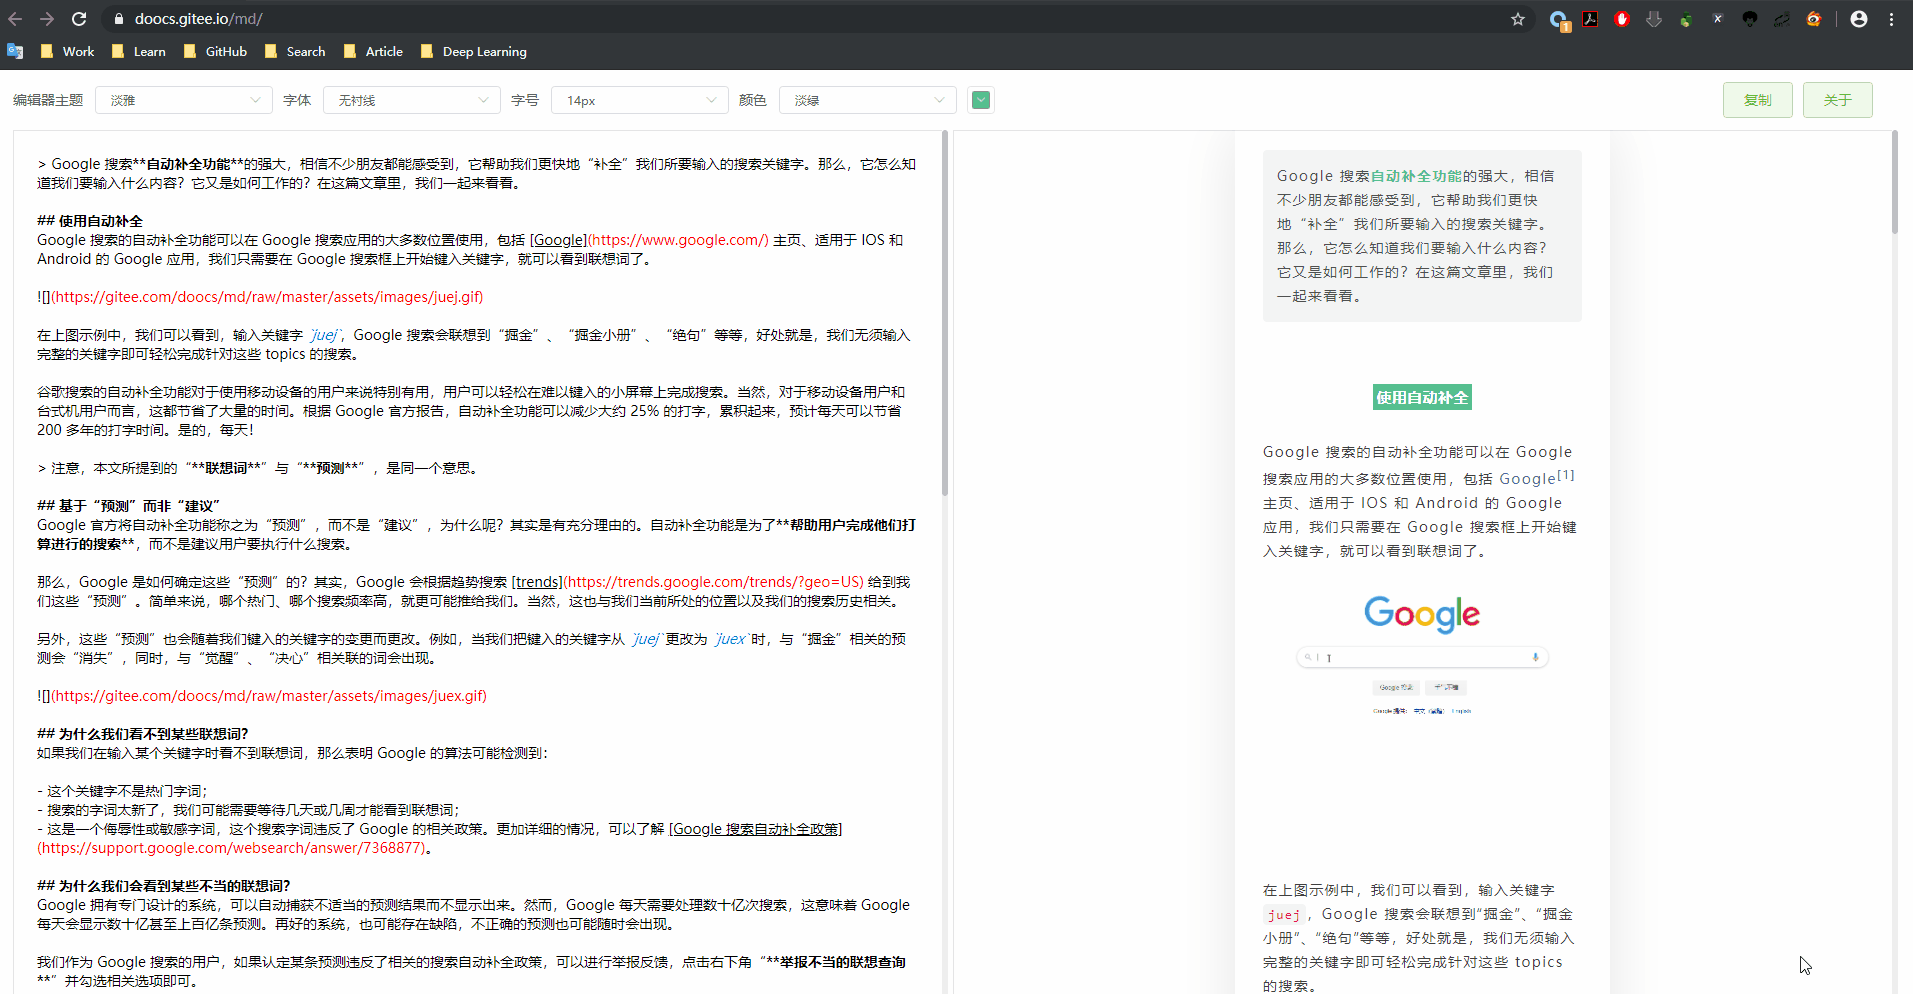 doocs.gitee.io/md/
Work Learn GitHub Search Article Deep Learning
编辑器主题 淡雅 字体 无衬线 字号 14px 颜色 淡绿 复制 关于
> Google 搜索**自动补全功能**的强大，相信不少朋友都能感受到，它帮助我们更快地“补全”我们所要输入的搜索关键字。那么，它怎么知
道我们要输入什么内容？它又是如何工作的？在这篇文章里，我们一起来看看。
## 使用自动补全
Google 搜索的自动补全功能可以在 Google 搜索应用的大多数位置使用，包括 [Google](https://www.google.com/) 主页、适用于 IOS 和
Android 的 Google 应用，我们只需要在 Google 搜索框上开始键入关键字，就可以看到联想词了。
![](https://gitee.com/doocs/md/raw/master/assets/images/juej.gif)
在上图示例中，我们可以看到，输入关键字 `juej`，Google 搜索会联想到“掘金”、“掘金小册”、“绝句”等等，好处就是，我们无须输入
完整的关键字即可轻松完成针对这些 topics 的搜索。
谷歌搜索的自动补全功能对于使用移动设备的用户来说特别有用，用户可以轻松在难以键入的小屏幕上完成搜索。当然，对于移动设备用户和
台式机用户而言，这都节省了大量的时间。根据 Google 官方报告，自动补全功能可以减少大约 25% 的打字，累积起来，预计每天可以节省
200 多年的打字时间。是的，每天！
> 注意，本文所提到的“**联想词**”与“**预测**”，是同一个意思。
## 基于“预测”而非“建议”
Google 官方将自动补全功能称之为“预测”，而不是“建议”，为什么呢？其实是有充分理由的。自动补全功能是为了**帮助用户完成他们打
算进行的搜索**，而不是建议用户要执行什么搜索。
那么，Google 是如何确定这些“预测”的？其实，Google 会根据趋势搜索 [trends](https://trends.google.com/trends/?geo=US) 给到我
们这些“预测”。简单来说，哪个热门、哪个搜索频率高，就更可能推给我们。当然，这也与我们当前所处的位置以及我们的搜索历史相关。
另外，这些“预测”也会随着我们键入的关键字的变更而更改。例如，当我们把键入的关键字从 `juej` 更改为 `juex` 时，与“掘金”相关的预
测会“消失”，同时，与“觉醒”、“决心”相关联的词会出现。
![](https://gitee.com/doocs/md/raw/master/assets/images/juex.gif)
## 为什么我们看不到某些联想词？
如果我们在输入某个关键字时看不到联想词，那么表明 Google 的算法可能检测到：
- 这个关键字不是热门字词；
- 搜索的字词太新了，我们可能需要等待几天或几周才能看到联想词；
- 这是一个侮辱性或敏感字词，这个搜索字词违反了 Google 的相关政策。更加详细的情况，可以了解 [Google 搜索自动补全政策]
(https://support.google.com/websearch/answer/7368877)。
## 为什么我们会看到某些不当的联想词？
Google 拥有专门设计的系统，可以自动捕获不适当的预测结果而不显示出来。然而，Google 每天需要处理数十亿次搜索，这意味着 Google
每天会显示数十亿甚至上百亿条预测。再好的系统，也可能存在缺陷，不正确的预测也可能随时会出现。
我们作为 Google 搜索的用户，如果认定某条预测违反了相关的搜索自动补全政策，可以进行举报反馈，点击右下角“**举报不当的联想查询
**”并勾选相关选项即可。
Google 搜索自动补全功能的强大，相信
不少朋友都能感受到，它帮助我们更快
地“补全”我们所要输入的搜索关键字。
那么，它怎么知道我们要输入什么内容？
它又是如何工作的？在这篇文章里，我们
一起来看看。
使用自动补全
Google 搜索的自动补全功能可以在 Google
搜索应用的大多数位置使用，包括 Google[1]
主页、适用于 IOS 和 Android 的 Google
应用，我们只需要在 Google 搜索框上开始键
入关键字，就可以看到联想词了。
Google
Google 提供： 中文（繁體） English
在上图示例中，我们可以看到，输入关键字
juej，Google 搜索会联想到“掘金”、“掘金
小册”、“绝句”等等，好处就是，我们无须输入
完整的关键字即可轻松完成针对这些 topics
的搜索。